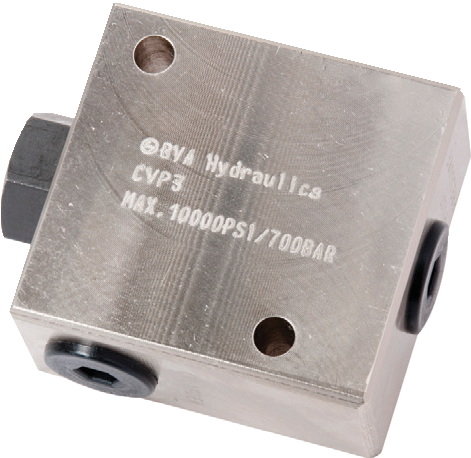 BVA Hydraulics
CVP3
MAX.10000PSI/700BAR